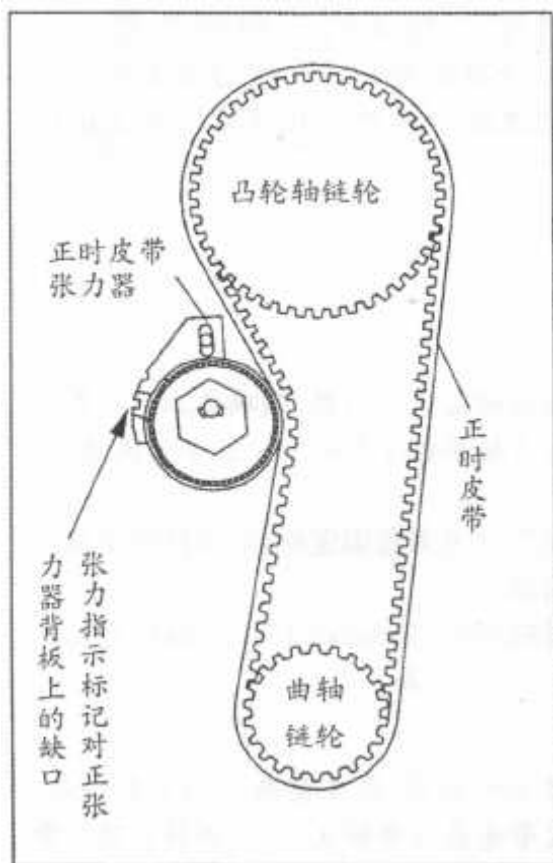 凸轮轴链轮
正时皮带
张力器
正时皮带
张力指示标记对正张
力器背板上的缺口
曲轴
链轮